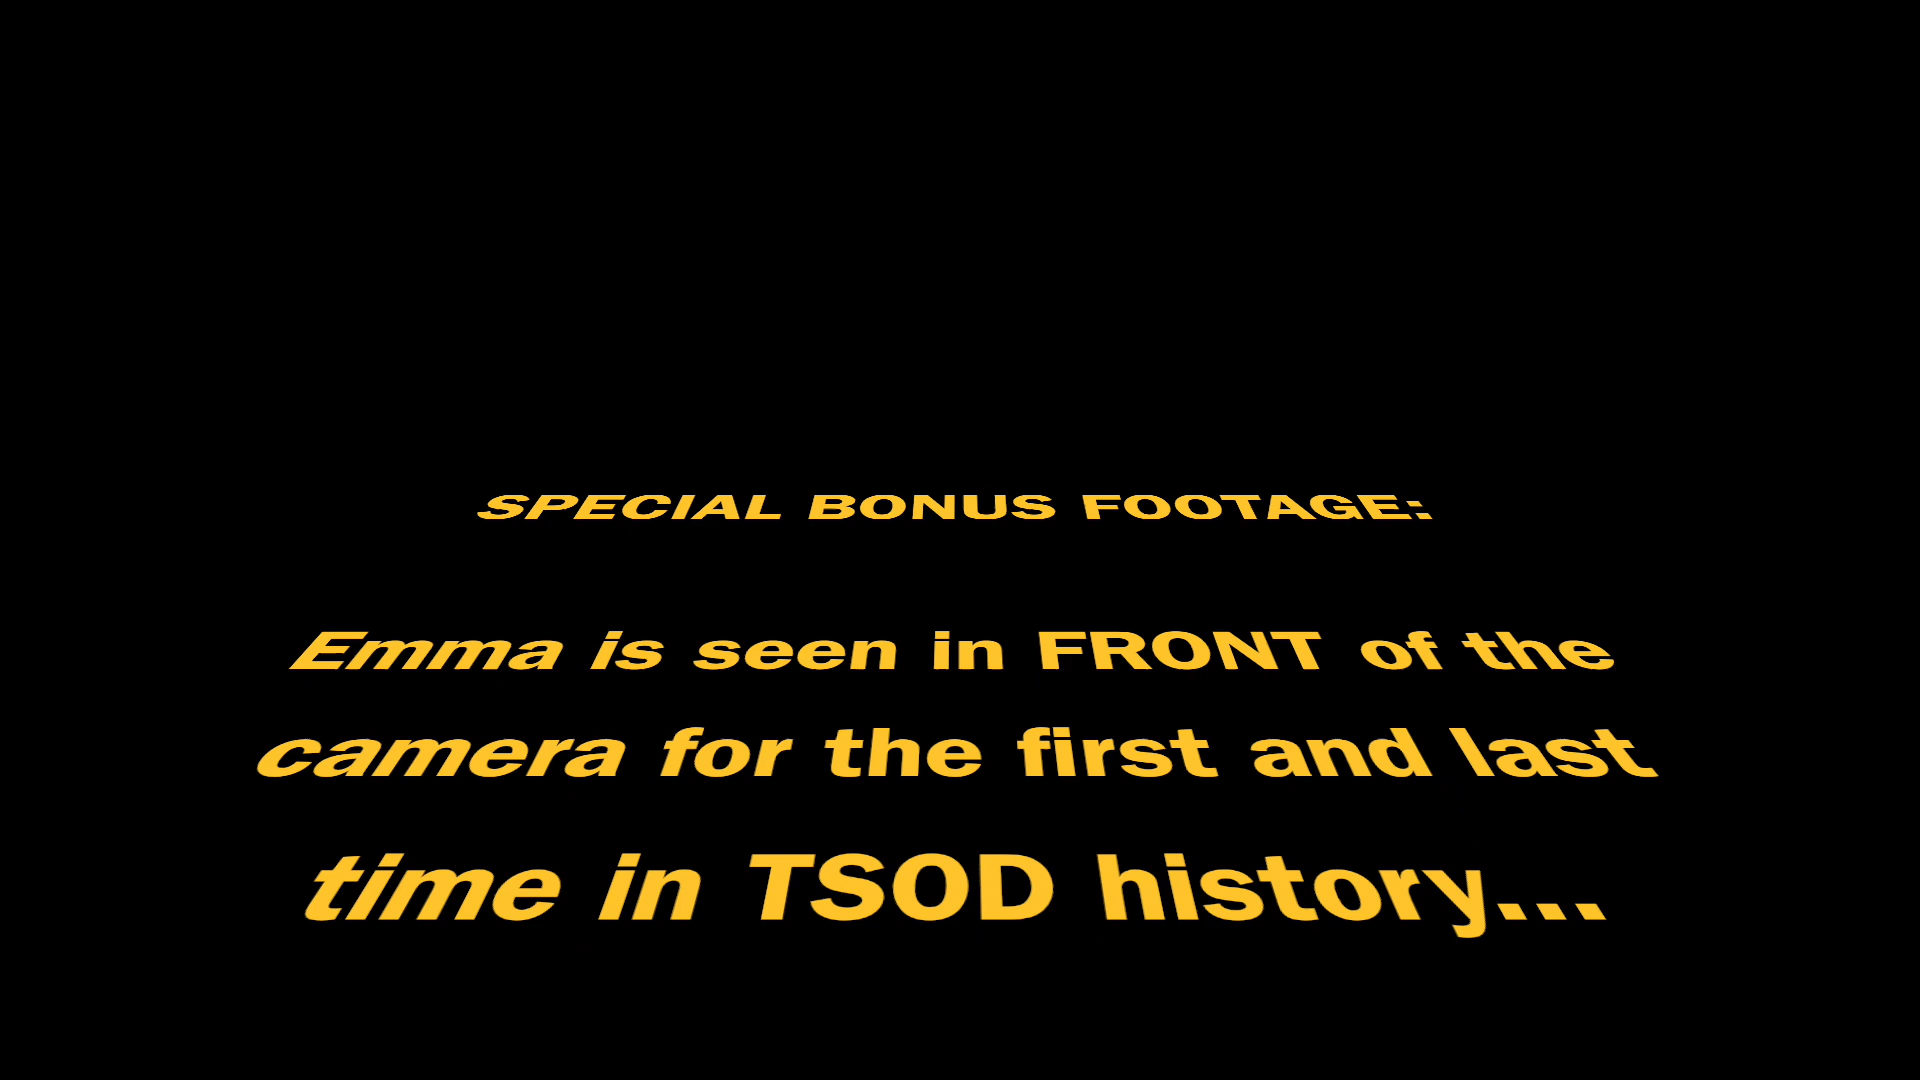 SPECIAL BONUS FOOTAGE:
Emma is seen in FRONT of the
camera for the first and last
time in TSOD history...